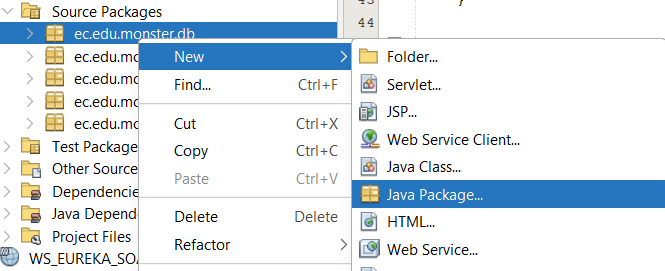 Source Packages
ec.edu.monster.db
ec.edu.mo
ec.edu.mo
ec.edu.mo
ec.edu.mo
Test Package
Other Source
Dependencie
Java Depend
Project Files
WS_EUREKA_SOA
43
44
}
New
Find... Ctrl+F
Cut Ctrl+X
Copy Ctrl+C
Paste Ctrl+V
Delete Delete
Refactor
Folder...
Servlet...
JSP...
Web Service Client...
Java Class...
Java Package...
HTML...
Web Service...